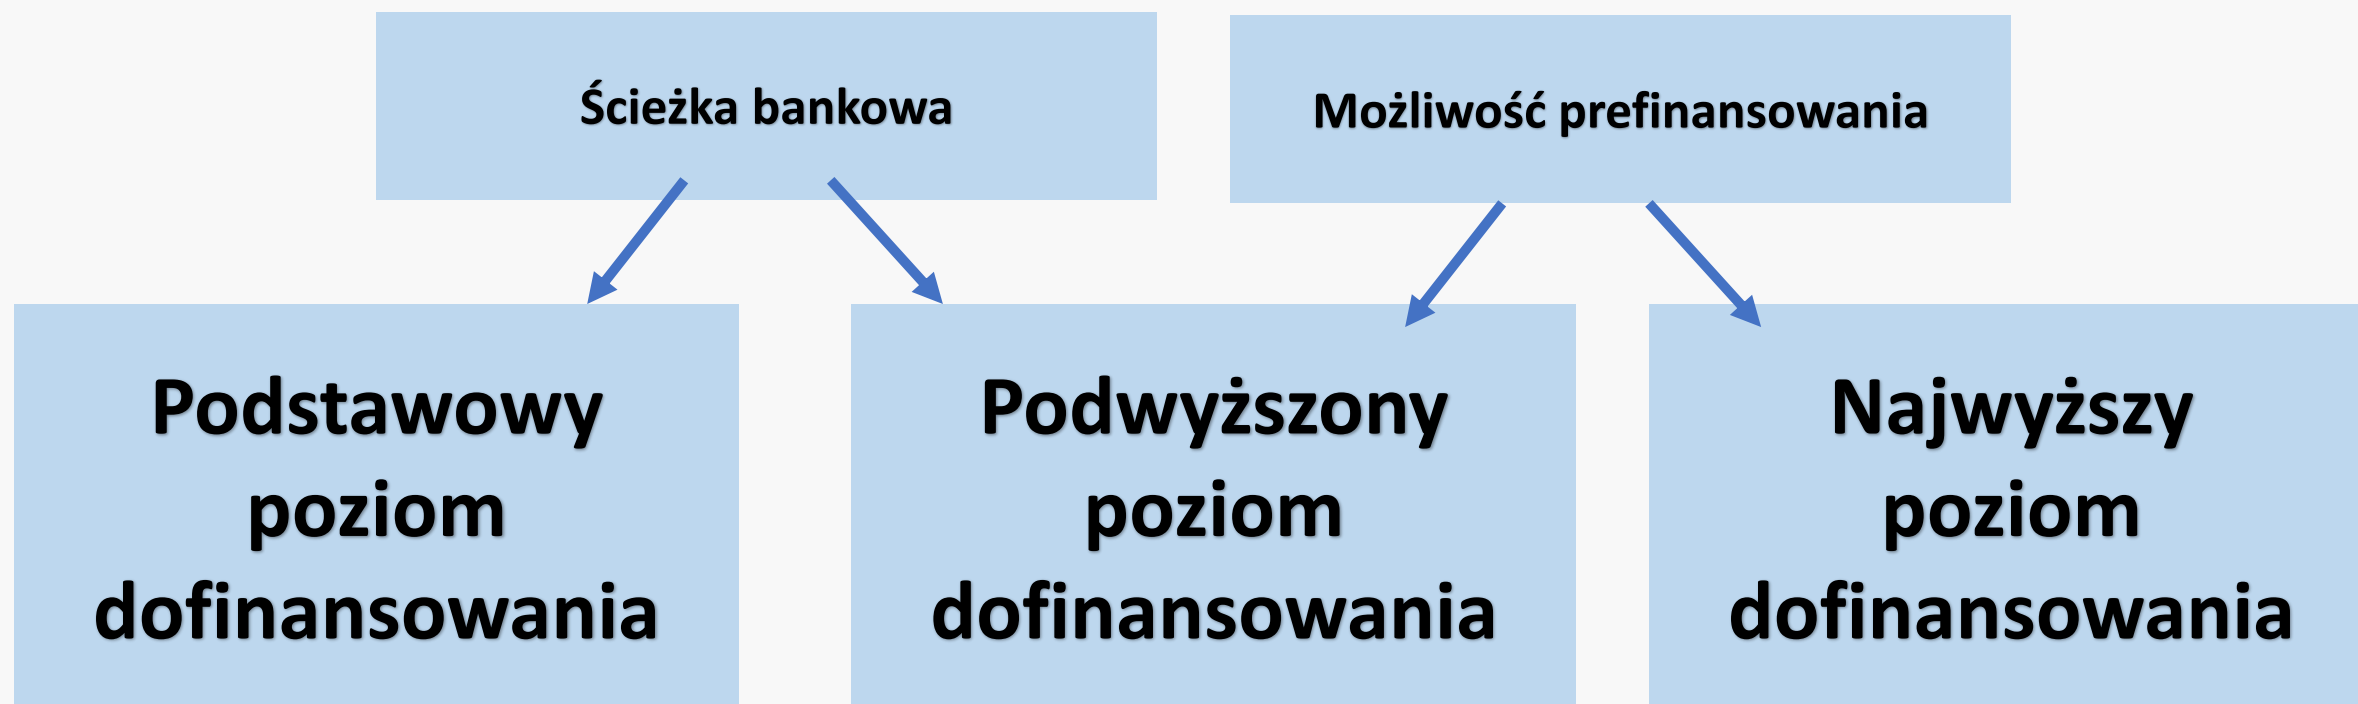 Ścieżka bankowa
Możliwość prefinansowania
Podstawowy
poziom
dofinansowania
Podwyższony
poziom
dofinansowania
Najwyższy
poziom
dofinansowania